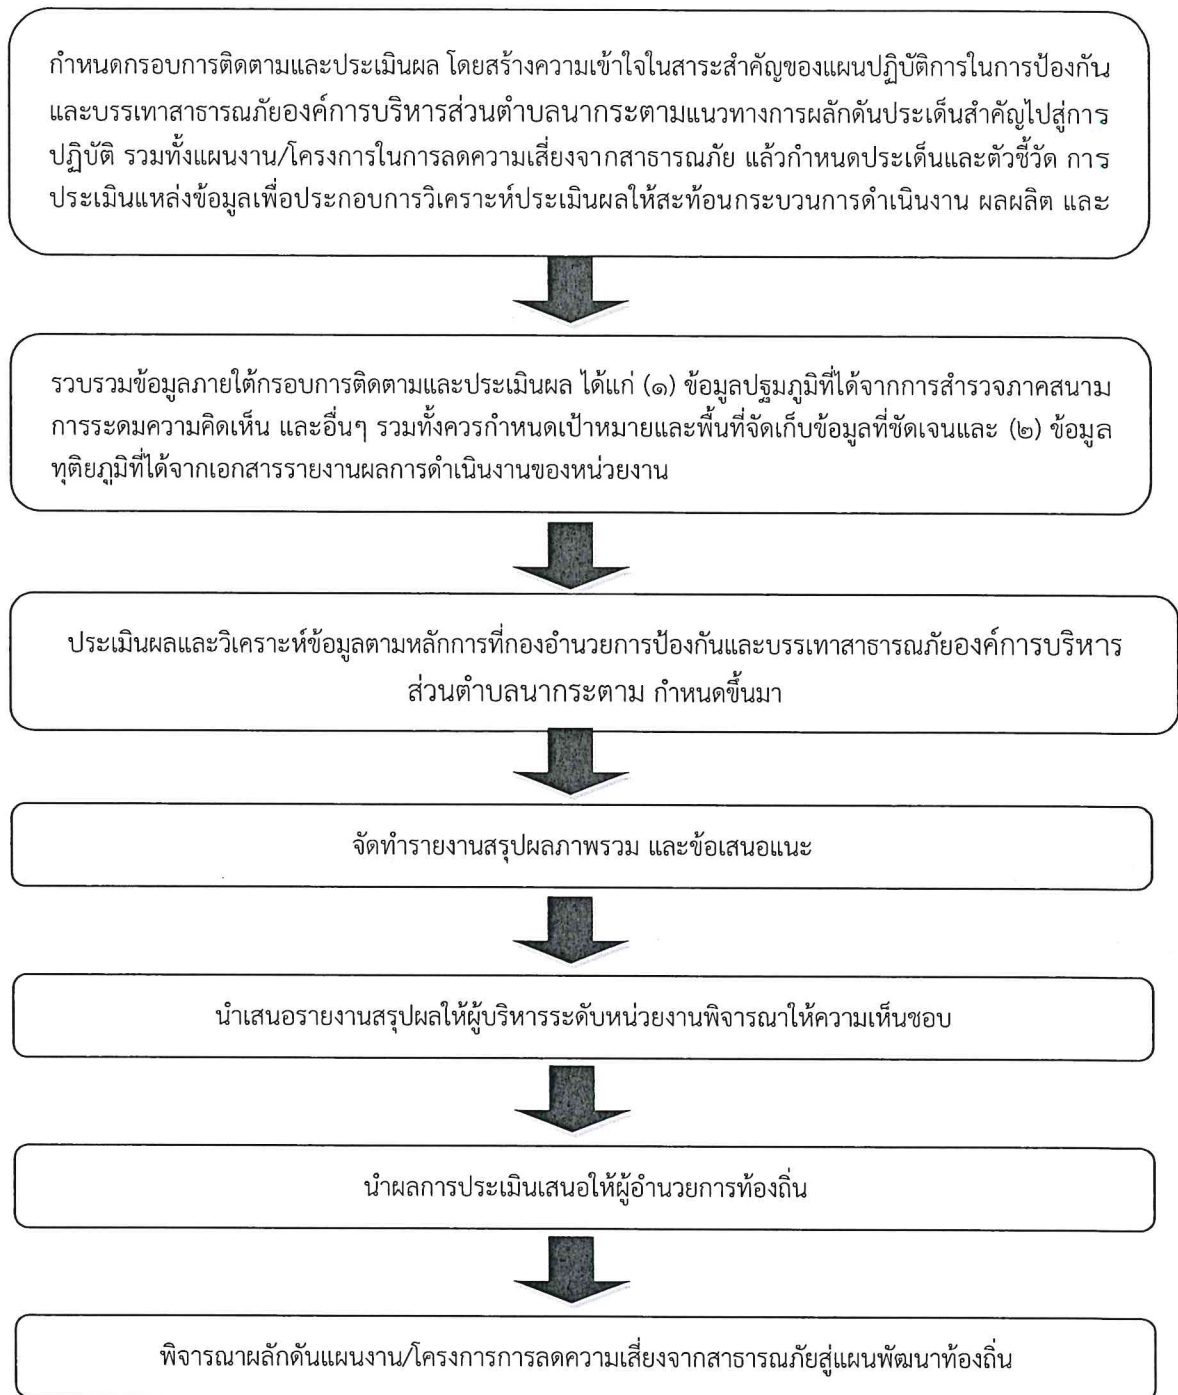 กำหนดกรอบการติดตามและประเมินผล โดยสร้างความเข้าใจในสาระสำคัญของแผนปฏิบัติการในการป้องกัน
และบรรเทาสาธารณภัยองค์การบริหารส่วนตำบลนากระตามแนวทางการผลักดันประเด็นสำคัญไปสู่การ
ปฏิบัติ รวมทั้งแผนงาน/โครงการในการลดความเสี่ยงจากสาธารณภัย แล้วกำหนดประเด็นและตัวชี้วัด การ
ประเมินแหล่งข้อมูลเพื่อประกอบการวิเคราะห์ประเมินผลให้สะท้อนกระบวนการดำเนินงาน ผลผลิต และ
รวบรวมข้อมูลภายใต้กรอบการติดตามและประเมินผล ได้แก่ (๑) ข้อมูลปฐมภูมิที่ได้จากการสำรวจภาคสนาม
การระดมความคิดเห็น และอื่นๆ รวมทั้งควรกำหนดเป้าหมายและพื้นที่จัดเก็บข้อมูลที่ชัดเจนและ (๒) ข้อมูล
ทุติยภูมิที่ได้จากเอกสารรายงานผลการดำเนินงานของหน่วยงาน
ประเมินผลและวิเคราะห์ข้อมูลตามหลักการที่กองอำนวยการป้องกันและบรรเทาสาธารณภัยองค์การบริหาร
ส่วนตำบลนากระตาม กำหนดขึ้นมา
จัดทำรายงานสรุปผลภาพรวม และข้อเสนอแนะ
นำเสนอรายงานสรุปผลให้ผู้บริหารระดับหน่วยงานพิจารณาให้ความเห็นชอบ
นำผลการประเมินเสนอให้ผู้อำนวยการท้องถิ่น
พิจารณาผลักดันแผนงาน/โครงการการลดความเสี่ยงจากสาธารณภัยสู่แผนพัฒนาท้องถิ่น